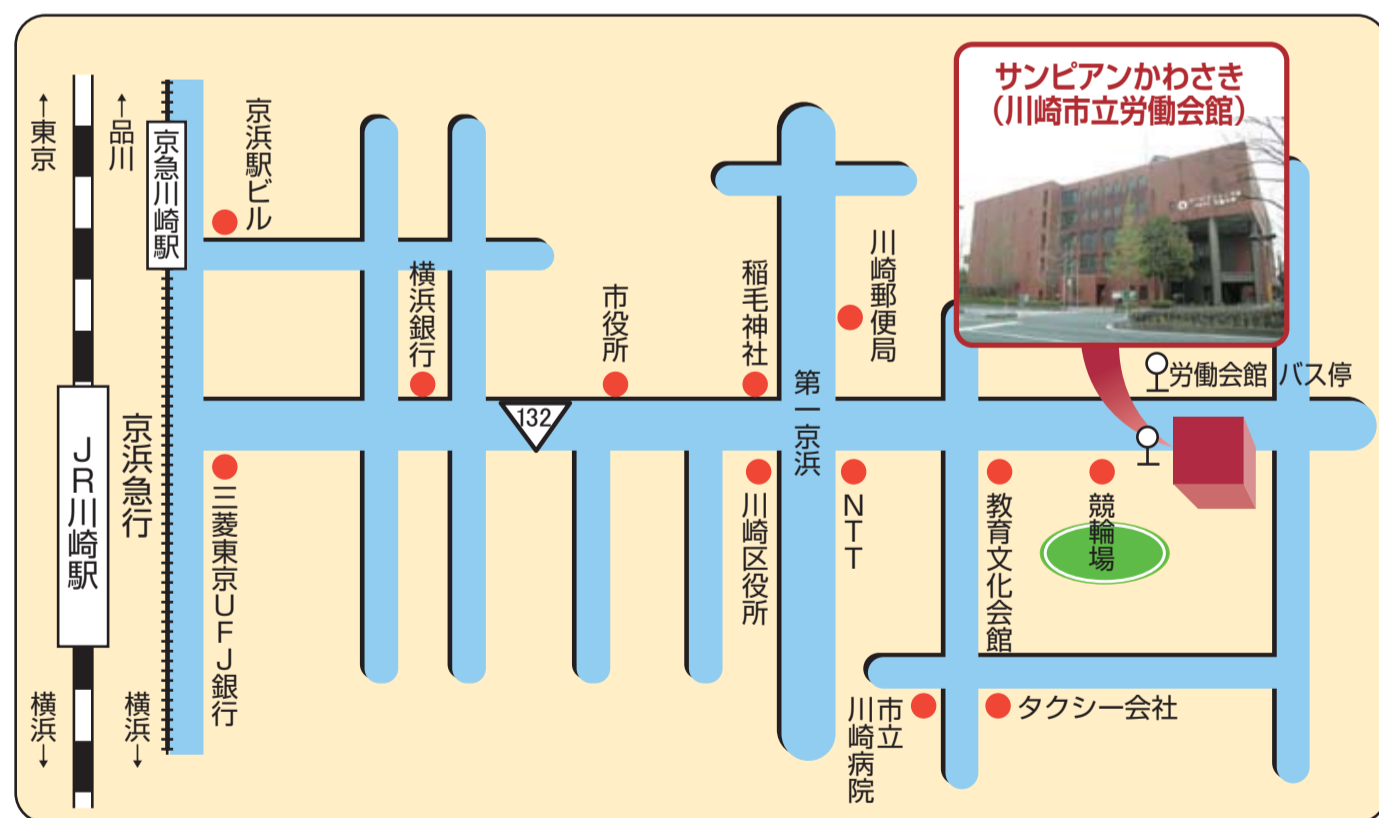 サンピアンかわさき
(川崎市立労働会館)
←東京
←品川
京急川崎駅
京浜駅ビル
横浜銀行
市役所
稲毛神社
川崎郵便局
第一京浜
132
労働会館 バス停
JR川崎駅
京浜急行
三菱東京UFJ銀行
川崎区役所
NTT
教育文化会館
競輪場
横浜→
横浜→
市立
川崎病院
タクシー会社